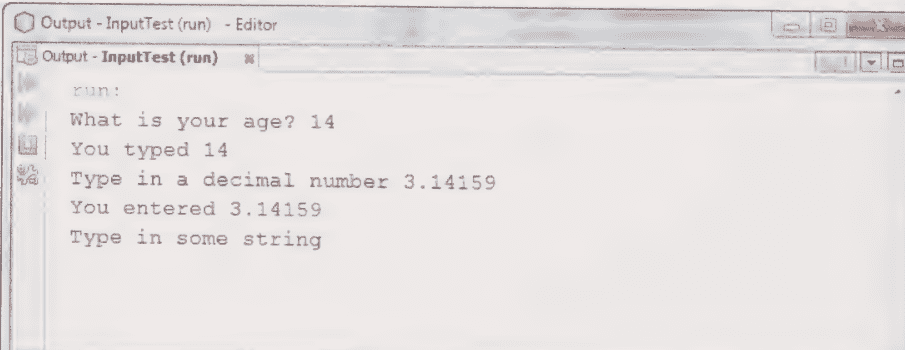 Output - InputTest (run) - Editor
Output - InputTest (run)
run:
What is your age? 14
You typed 14
Type in a decimal number 3.14159
You entered 3.14159
Type in some string